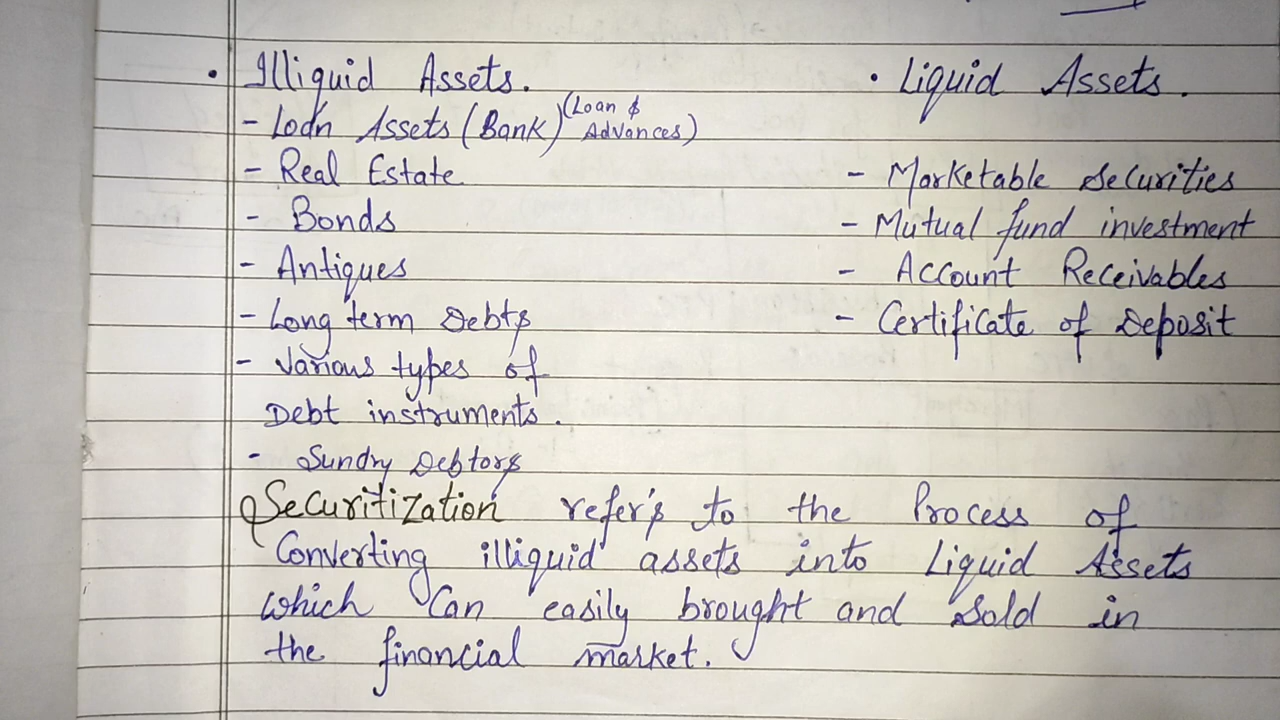 • Illiquid Assets. • Liquid Assets.
- Loan Assets (Bank) (Loan & Advances)
- Real Estate - Marketable Securities
- Bonds - Mutual fund investment
- Antiques - Account Receivables
- Long term Debts - Certificate of Deposit
- Various types of
Debt instruments.
- Sundry Debtors
Securitization refer's to the Process of
Converting illiquid assets into Liquid Assets
which Can easily brought and Sold in
the financial market.